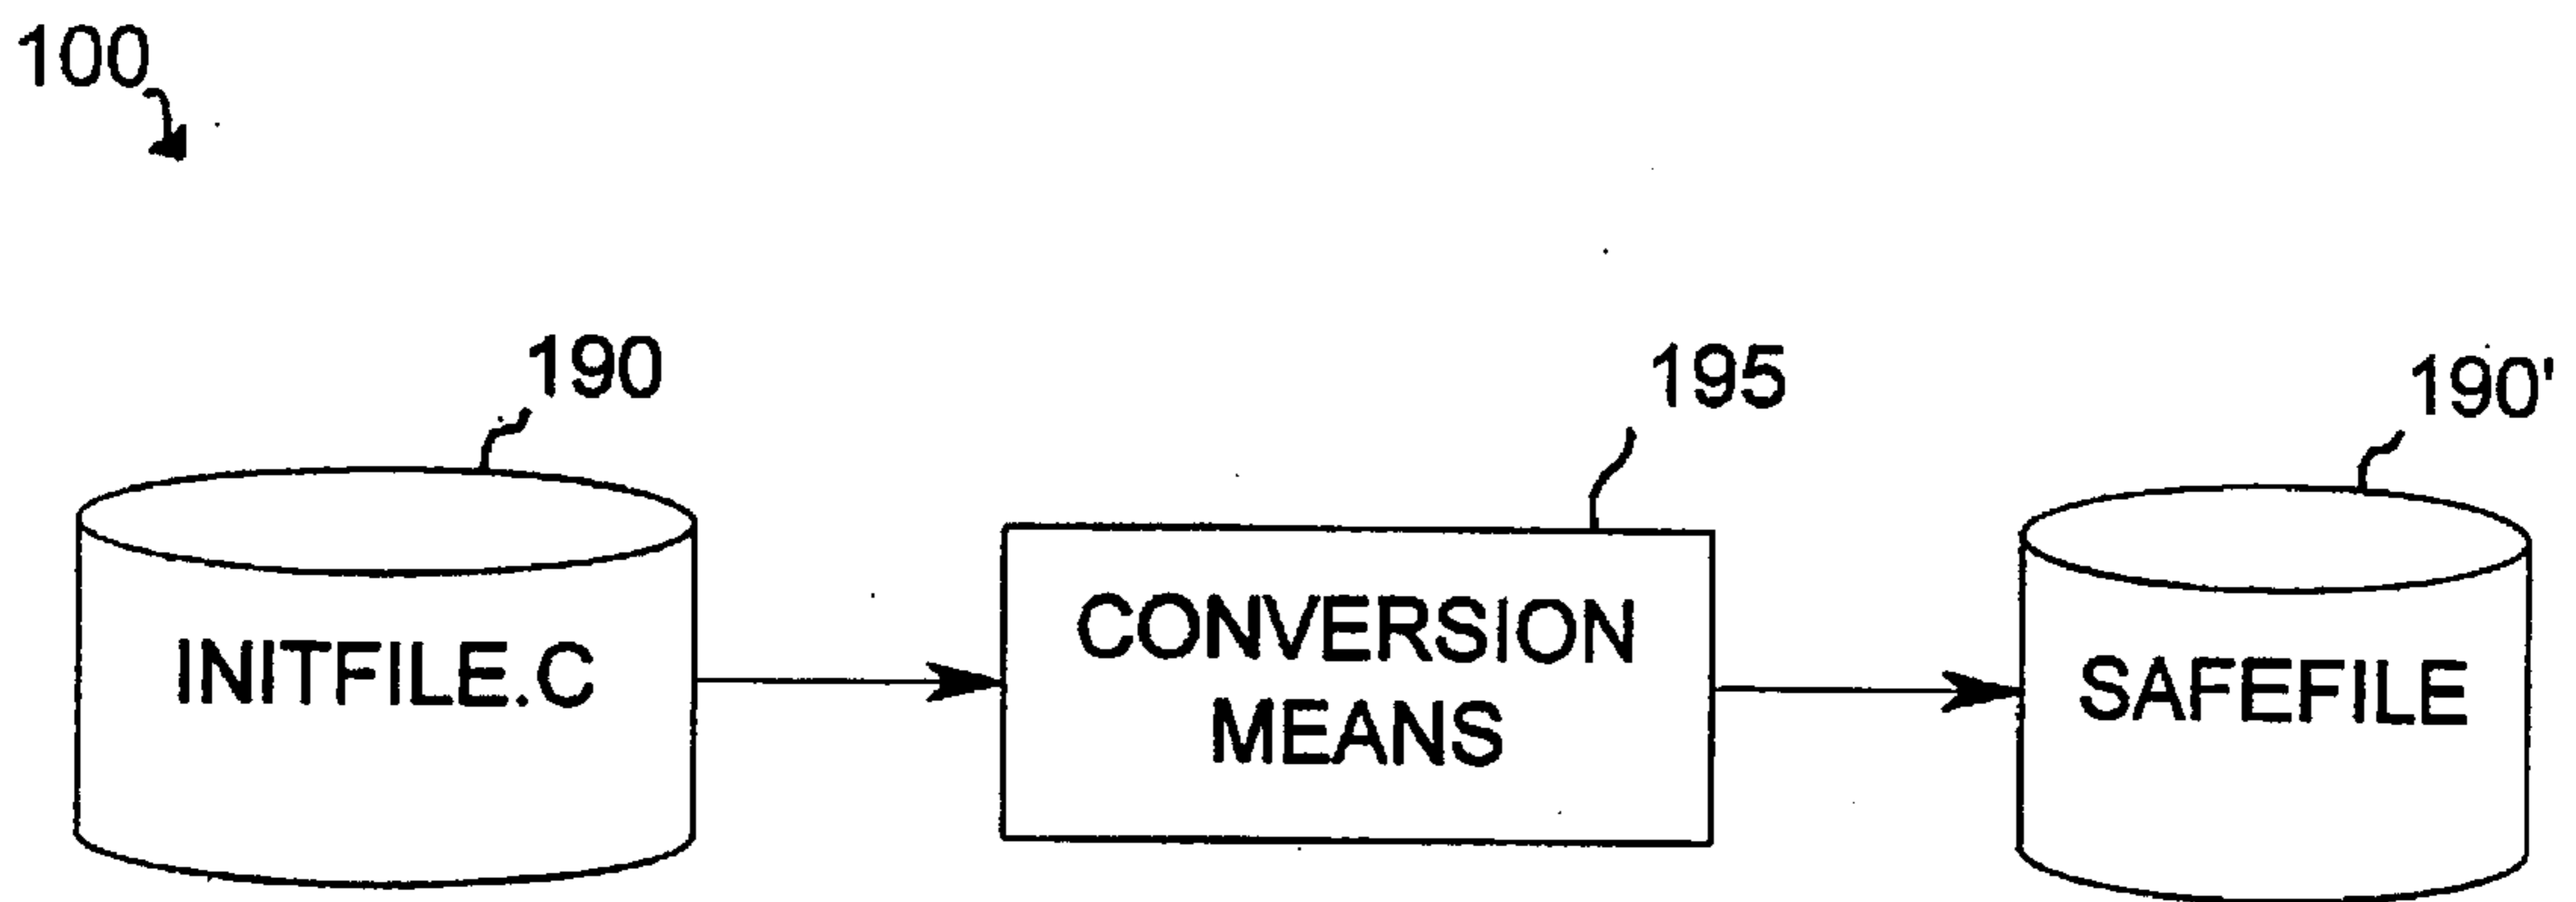 100
190
195
190'
INITFILE.C
CONVERSION
MEANS
SAFEFILE